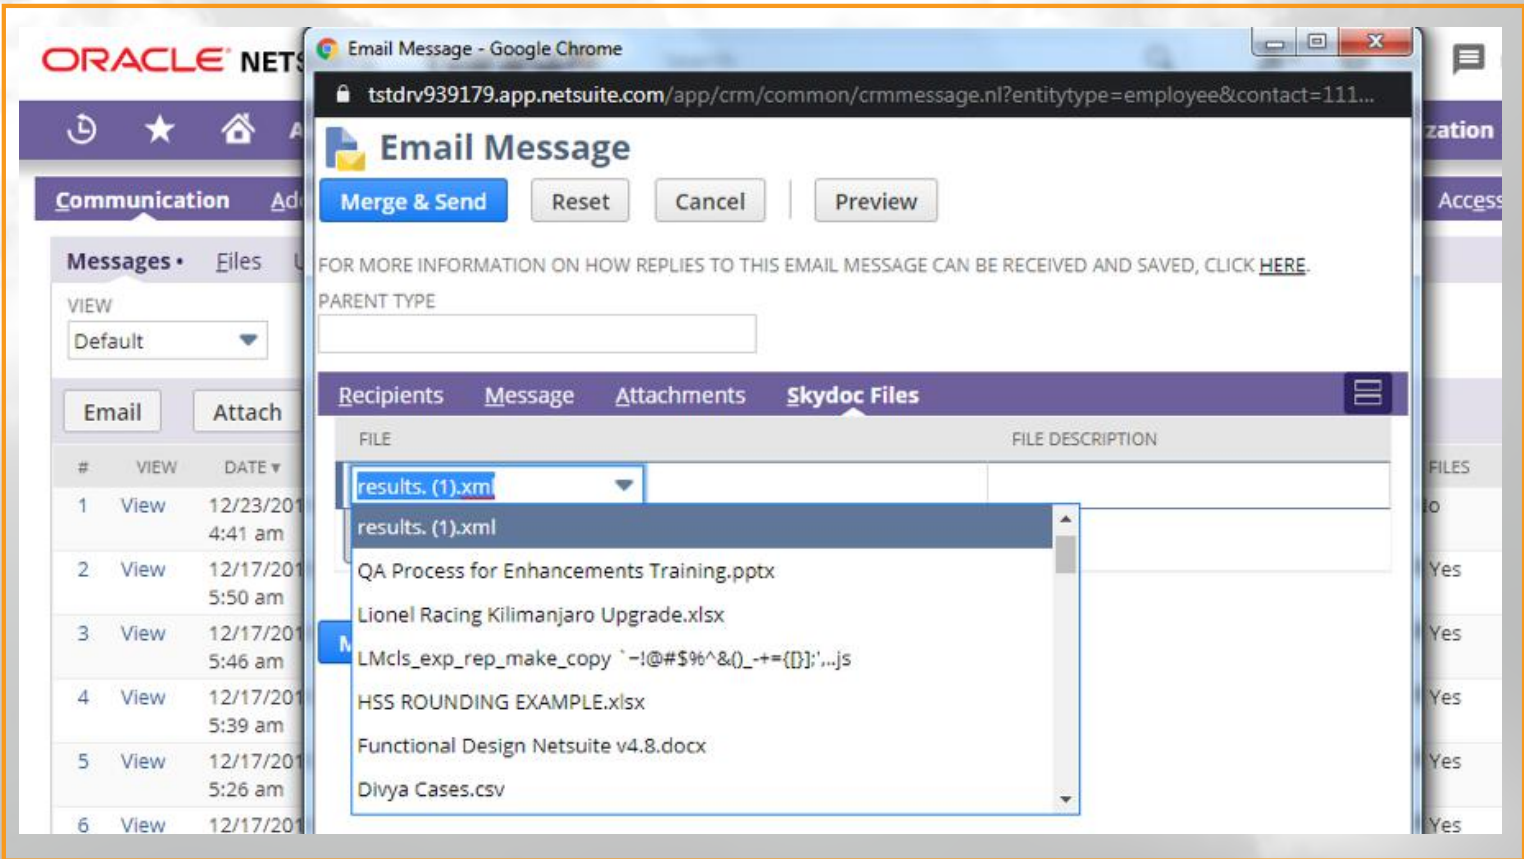 ORACLE NETS
Email Message - Google Chrome
tstdrv939179.app.netsuite.com/app/crm/common/crmmessage.nl?entitytype=employee&contact=111...
zation
Email Message
Merge & Send Reset Cancel Preview
Communication Ad
Acces
FOR MORE INFORMATION ON HOW REPLIES TO THIS EMAIL MESSAGE CAN BE RECEIVED AND SAVED, CLICK HERE.
Messages • Files U
VIEW
Default
PARENT TYPE
Recipients Message Attachments Skydoc Files
Email Attach
FILE FILE DESCRIPTION
# VIEW DATE FILES
results. (1).xml
results. (1).xml
QA Process for Enhancements Training.pptx
Lionel Racing Kilimanjaro Upgrade.xlsx
LMcls_exp_rep_make_copy `~!@#$%^&()_-+={[}];',..js
HSS ROUNDING EXAMPLE.xlsx
Functional Design Netsuite v4.8.docx
Divya Cases.csv
1 View 12/23/201
4:41 am
2 View 12/17/201 Yes
5:50 am
3 View 12/17/201 Yes
5:46 am
4 View 12/17/201 Yes
5:39 am
5 View 12/17/201 Yes
5:26 am
6 View 12/17/201 Yes